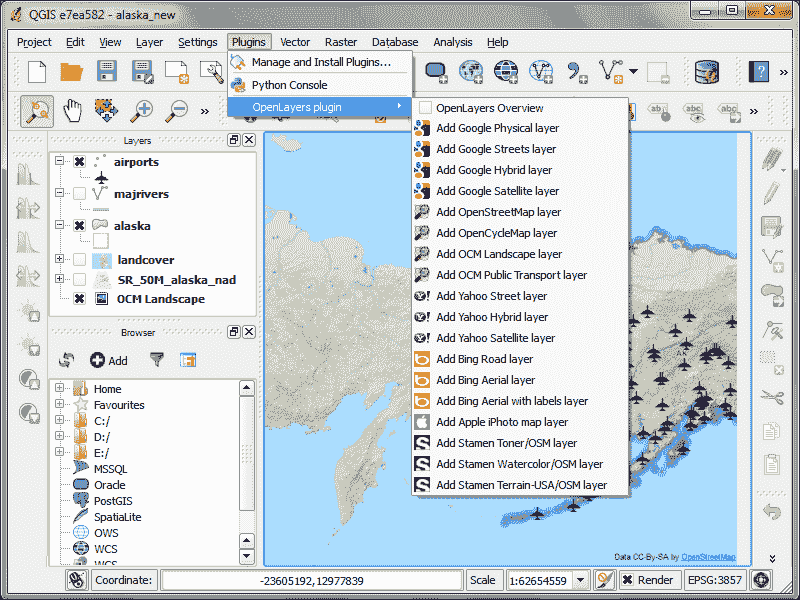 QGIS e7ea582 - alaska_new
Project Edit View Layer Settings Plugins Vector Raster Database Analysis Help
Manage and Install Plugins...
Python Console
OpenLayers plugin
OpenLayers Overview
Add Google Physical layer
Add Google Streets layer
Add Google Hybrid layer
Add Google Satellite layer
Add OpenStreetMap layer
Add OpenCycleMap layer
Add OCM Landscape layer
Add OCM Public Transport layer
Add Yahoo Street layer
Add Yahoo Hybrid layer
Add Yahoo Satellite layer
Add Bing Road layer
Add Bing Aerial layer
Add Bing Aerial with labels layer
Add Apple iPhoto map layer
Add Stamen Toner/OSM layer
Add Stamen Watercolor/OSM layer
Add Stamen Terrain-USA/OSM layer
Layers
airports
majrivers
alaska
landcover
SR_50M_alaska_nad
OCM Landscape
Browser
Add
Home
Favourites
C:/
D:/
E:/
MSSQL
Oracle
PostGIS
SpatiaLite
OWS
WCS
WCS
AK
Data CC-By-SA by OpenStreetMap
Coordinate: -23605192,12977839 Scale 1:62654559 Render EPSG:3857